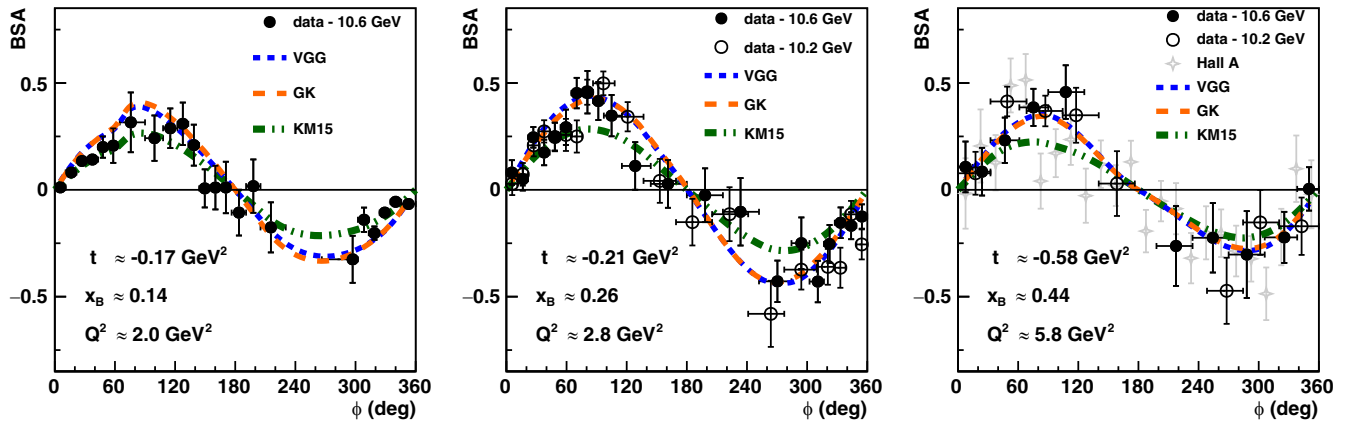 BSA
data - 10.6 GeV
VGG
GK
KM15
0.5
0
−0.5
t ≈ -0.17 GeV²
x_B ≈ 0.14
Q² ≈ 2.0 GeV²
0 60 120 180 240 300 360
ϕ (deg)
BSA
data - 10.6 GeV
data - 10.2 GeV
VGG
GK
KM15
0.5
0
−0.5
t ≈ -0.21 GeV²
x_B ≈ 0.26
Q² ≈ 2.8 GeV²
0 60 120 180 240 300 360
ϕ (deg)
BSA
data - 10.6 GeV
data - 10.2 GeV
Hall A
VGG
GK
KM15
0.5
0
−0.5
t ≈ -0.58 GeV²
x_B ≈ 0.44
Q² ≈ 5.8 GeV²
0 60 120 180 240 300 360
ϕ (deg)